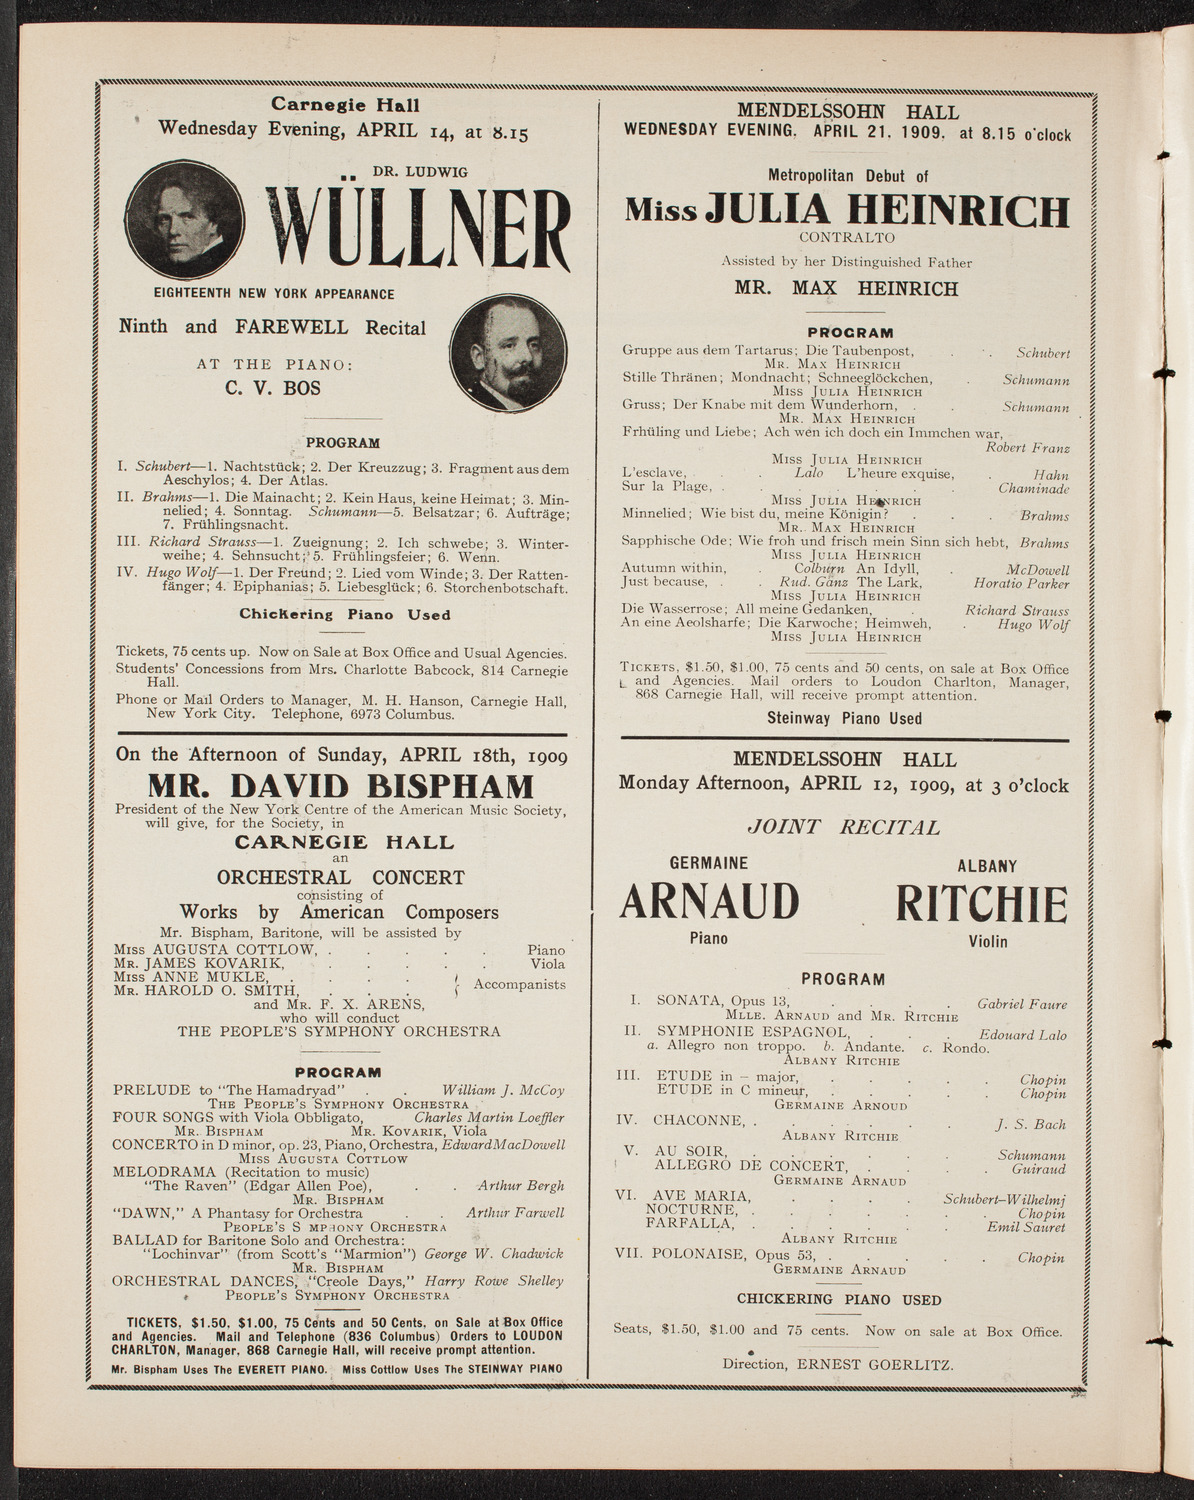 Carnegie Hall
Wednesday Evening, APRIL 14, at 8.15
DR. LUDWIG
WÜLLNER
EIGHTEENTH NEW YORK APPEARANCE
Ninth and FAREWELL Recital
AT THE PIANO:
C. V. BOS
PROGRAM
I. Schubert—1. Nachtstück; 2. Der Kreuzzug; 3. Fragment aus dem
Aeschylos; 4. Der Atlas.
II. Brahms—1. Die Mainacht; 2. Kein Haus, keine Heimat; 3. Min-
nelied; 4. Sonntag. Schumann—5. Belsatzar; 6. Aufträge;
7. Frühlingsnacht.
III. Richard Strauss—1. Zueignung; 2. Ich schwebe; 3. Winter-
weihe; 4. Sehnsucht; 5. Frühlingsfeier; 6. Wenn.
IV. Hugo Wolf—1. Der Freund; 2. Lied vom Winde; 3. Der Ratten-
fänger; 4. Epiphanias; 5. Liebesglück; 6. Storchenbotschaft.
Chickering Piano Used
Tickets, 75 cents up. Now on Sale at Box Office and Usual Agencies.
Students' Concessions from Mrs. Charlotte Babcock, 814 Carnegie
Hall.
Phone or Mail Orders to Manager, M. H. Hanson, Carnegie Hall,
New York City. Telephone, 6973 Columbus.
On the Afternoon of Sunday, APRIL 18th, 1909
MR. DAVID BISPHAM
President of the New York Centre of the American Music Society,
will give, for the Society, in
CARNEGIE HALL
an
ORCHESTRAL CONCERT
consisting of
Works by American Composers
Mr. Bispham, Baritone, will be assisted by
Miss AUGUSTA COTTLOW, . . . . . Piano
Mr. JAMES KOVARIK, . . . . . Viola
Miss ANNE MUKLE, . . . .
Mr. HAROLD O. SMITH, . . . { Accompanists
and Mr. F. X. ARENS,
who will conduct
THE PEOPLE'S SYMPHONY ORCHESTRA
PROGRAM
PRELUDE to "The Hamadryad" . . William J. McCoy
The People's Symphony Orchestra
FOUR SONGS with Viola Obbligato, Charles Martin Loeffler
Mr. Bispham Mr. Kovarik, Viola
CONCERTO in D minor, op. 23, Piano, Orchestra, Edward MacDowell
Miss Augusta Cottlow
MELODRAMA (Recitation to music)
"The Raven" (Edgar Allen Poe), . . Arthur Bergh
Mr. Bispham
"DAWN," A Phantasy for Orchestra . . Arthur Farwell
People's S mphony Orchestra
BALLAD for Baritone Solo and Orchestra:
"Lochinvar" (from Scott's "Marmion") George W. Chadwick
Mr. Bispham
ORCHESTRAL DANCES, "Creole Days," Harry Rowe Shelley
People's Symphony Orchestra
TICKETS, $1.50, $1.00, 75 Cents and 50 Cents, on Sale at Box Office
and Agencies. Mail and Telephone (836 Columbus) Orders to LOUDON
CHARLTON, Manager, 868 Carnegie Hall, will receive prompt attention.
Mr. Bispham Uses The EVERETT PIANO. Miss Cottlow Uses The STEINWAY PIANO
MENDELSSOHN HALL
WEDNESDAY EVENING, APRIL 21, 1909, at 8.15 o'clock
Metropolitan Debut of
Miss JULIA HEINRICH
CONTRALTO
Assisted by her Distinguished Father
MR. MAX HEINRICH
PROGRAM
Gruppe aus dem Tartarus; Die Taubenpost, . . Schubert
Mr. Max Heinrich
Stille Thränen; Mondnacht; Schneeglöckchen, . Schumann
Miss Julia Heinrich
Gruss; Der Knabe mit dem Wunderhorn, . . Schumann
Mr. Max Heinrich
Frhüling und Liebe; Ach wen ich doch ein Immchen war,
Robert Franz
Miss Julia Heinrich
L'esclave, . . Lalo L'heure exquise, . Hahn
Sur la Plage, . . . . . . Chaminade
Miss Julia Heinrich
Minnelied; Wie bist du, meine Königin? . . Brahms
Mr. Max Heinrich
Sapphische Ode; Wie froh und frisch mein Sinn sich hebt, Brahms
Miss Julia Heinrich
Autumn within, . Colburn An Idyll, . McDowell
Just because, . . Rud. Ganz The Lark, Horatio Parker
Miss Julia Heinrich
Die Wasserrose; All meine Gedanken, . Richard Strauss
An eine Aeolsharfe; Die Karwoche; Heimweh, . Hugo Wolf
Miss Julia Heinrich
Tickets, $1.50, $1.00, 75 cents and 50 cents, on sale at Box Office
and Agencies. Mail orders to Loudon Charlton, Manager,
868 Carnegie Hall, will receive prompt attention.
Steinway Piano Used
MENDELSSOHN HALL
Monday Afternoon, APRIL 12, 1909, at 3 o'clock
JOINT RECITAL
GERMAINE ALBANY
ARNAUD RITCHIE
Piano Violin
PROGRAM
I. SONATA, Opus 13, . . . . Gabriel Faure
Mlle. Arnaud and Mr. Ritchie
II. SYMPHONIE ESPAGNOL, . . . Edouard Lalo
a. Allegro non troppo. b. Andante. c. Rondo.
Albany Ritchie
III. ETUDE in – major, . . . . . Chopin
ETUDE in C mineur, . . . . . Chopin
Germaine Arnoud
IV. CHACONNE, . . . . . . J. S. Bach
Albany Ritchie
V. AU SOIR, . . . . . . Schumann
ALLEGRO DE CONCERT, . . . . Guiraud
Germaine Arnaud
VI. AVE MARIA, . . . . Schubert–Wilhelmj
NOCTURNE, . . . . . . Chopin
FARFALLA, . . . . . . Emil Sauret
Albany Ritchie
VII. POLONAISE, Opus 53, . . . . Chopin
Germaine Arnaud
CHICKERING PIANO USED
Seats, $1.50, $1.00 and 75 cents. Now on sale at Box Office.
Direction, ERNEST GOERLITZ.